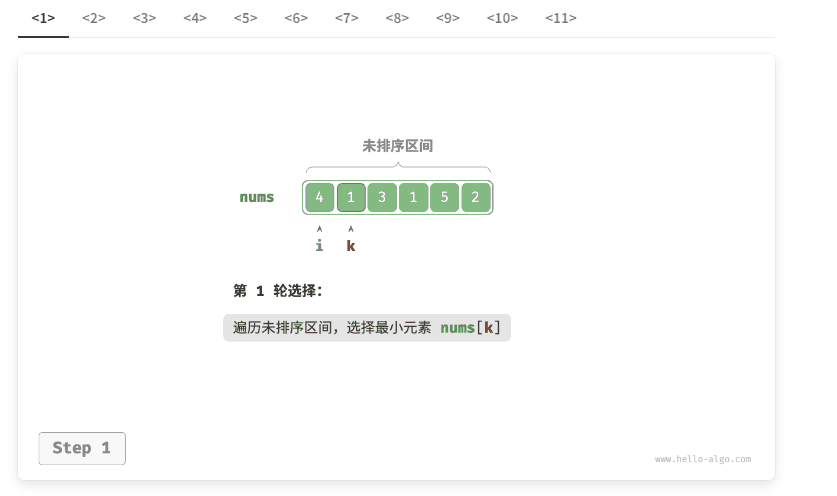 <1> <2> <3> <4> <5> <6> <7> <8> <9> <10> <11>
未排序区间
nums 4 1 3 1 5 2
i k
第 1 轮选择：
遍历未排序区间，选择最小元素 nums[k]
Step 1
www.hello-algo.com